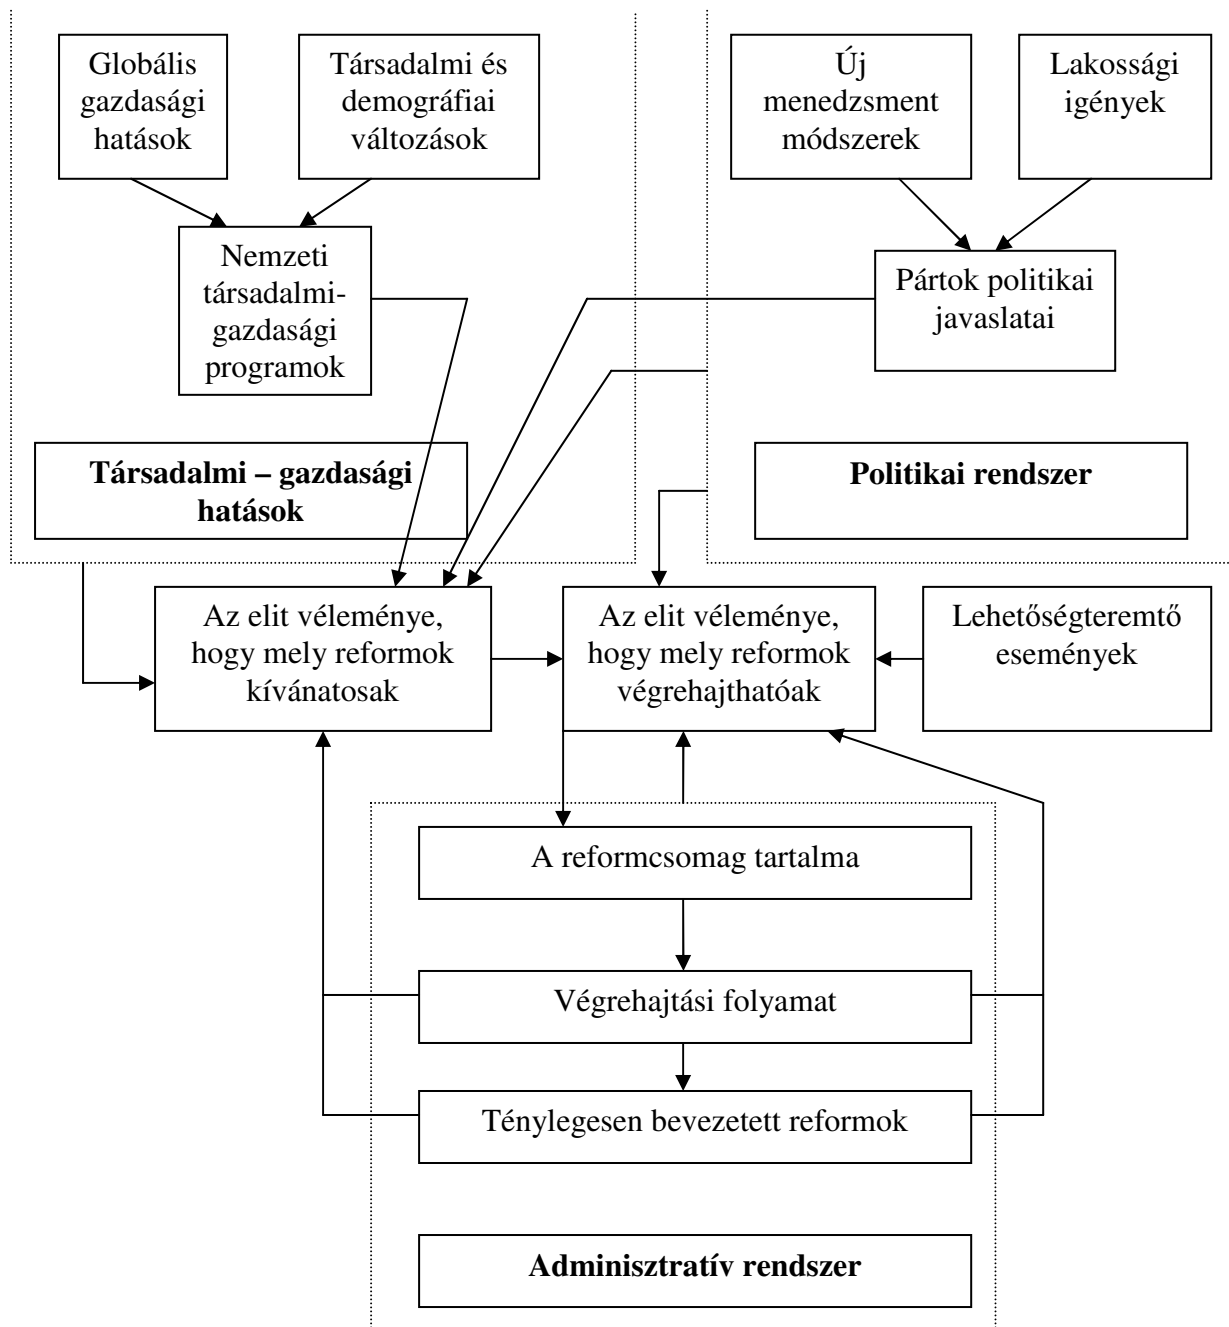 Globális
gazdasági
hatások
Társadalmi és
demográfiai
változások
Új
menedzsment
módszerek
Lakossági
igények
Nemzeti
társadalmi-
gazdasági
programok
Pártok politikai
javaslatai
Társadalmi – gazdasági
hatások
Politikai rendszer
Az elit véleménye,
hogy mely reformok
kívánatosak
Az elit véleménye,
hogy mely reformok
végrehajthatóak
Lehetőségteremtő
események
A reformcsomag tartalma
Végrehajtási folyamat
Ténylegesen bevezetett reformok
Adminisztratív rendszer